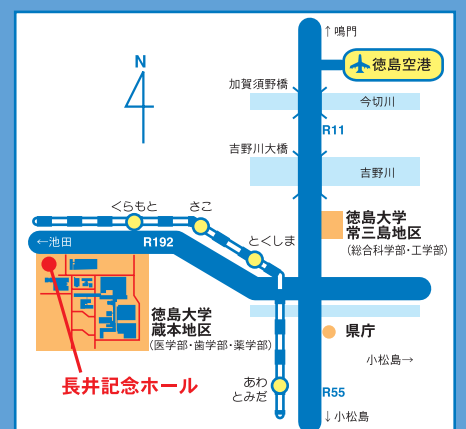 ↑鳴門
N
徳島空港
加賀須野橋
今切川
R11
吉野川大橋
吉野川
くらもと
さこ
とくしま
徳島大学
常三島地区
(総合科学部・工学部)
←池田
R192
徳島大学
蔵本地区
(医学部・歯学部・薬学部)
県庁
小松島→
長井記念ホール
あわ
とみだ
R55
↓小松島